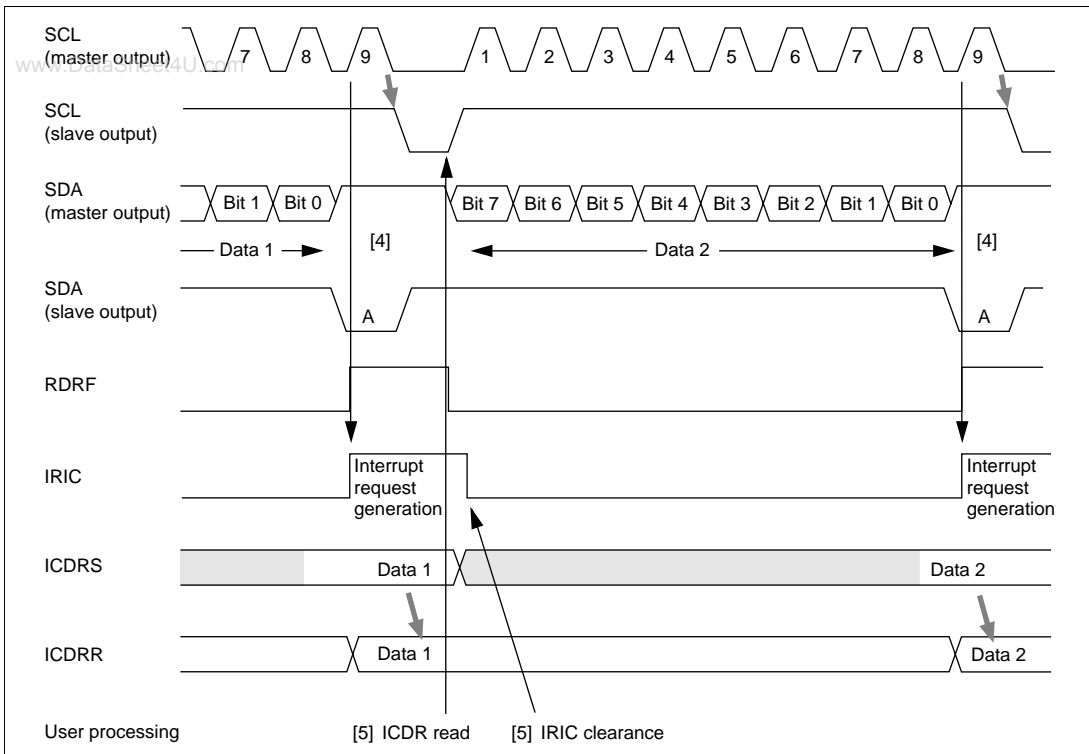 SCL
(master output)
7 8 9 1 2 3 4 5 6 7 8 9
www.DataSheet4U.com
SCL
(slave output)
SDA
(master output)
Bit 1 Bit 0 Bit 7 Bit 6 Bit 5 Bit 4 Bit 3 Bit 2 Bit 1 Bit 0
Data 1 [4] Data 2 [4]
SDA
(slave output)
A A
RDRF
IRIC
Interrupt
request
generation
Interrupt
request
generation
ICDRS
Data 1 Data 2
ICDRR
Data 1 Data 2
User processing [5] ICDR read [5] IRIC clearance